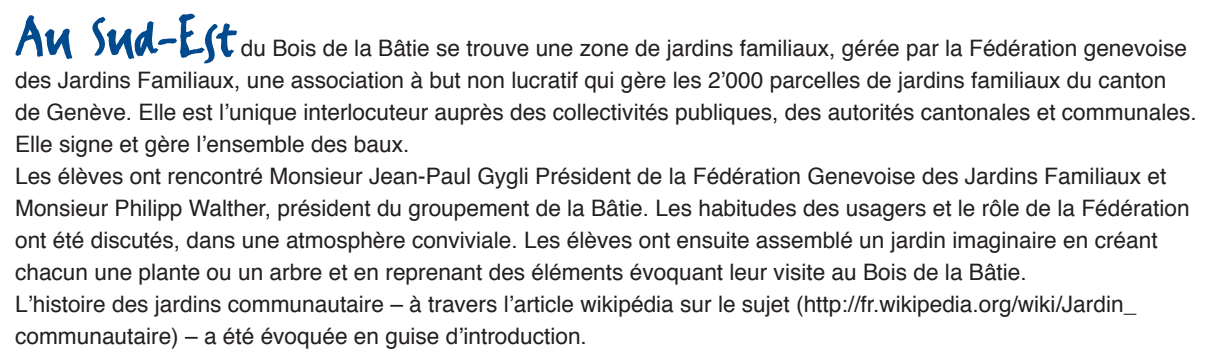 Au Sud-Est du Bois de la Bâtie se trouve une zone de jardins familiaux, gérée par la Fédération genevoise
des Jardins Familiaux, une association à but non lucratif qui gère les 2’000 parcelles de jardins familiaux du canton
de Genève. Elle est l’unique interlocuteur auprès des collectivités publiques, des autorités cantonales et communales.
Elle signe et gère l’ensemble des baux.
Les élèves ont rencontré Monsieur Jean-Paul Gygli Président de la Fédération Genevoise des Jardins Familiaux et
Monsieur Philipp Walther, président du groupement de la Bâtie. Les habitudes des usagers et le rôle de la Fédération
ont été discutés, dans une atmosphère conviviale. Les élèves ont ensuite assemblé un jardin imaginaire en créant
chacun une plante ou un arbre et en reprenant des éléments évoquant leur visite au Bois de la Bâtie.
L’histoire des jardins communautaire – à travers l’article wikipédia sur le sujet (http://fr.wikipedia.org/wiki/Jardin_
communautaire) – a été évoquée en guise d’introduction.